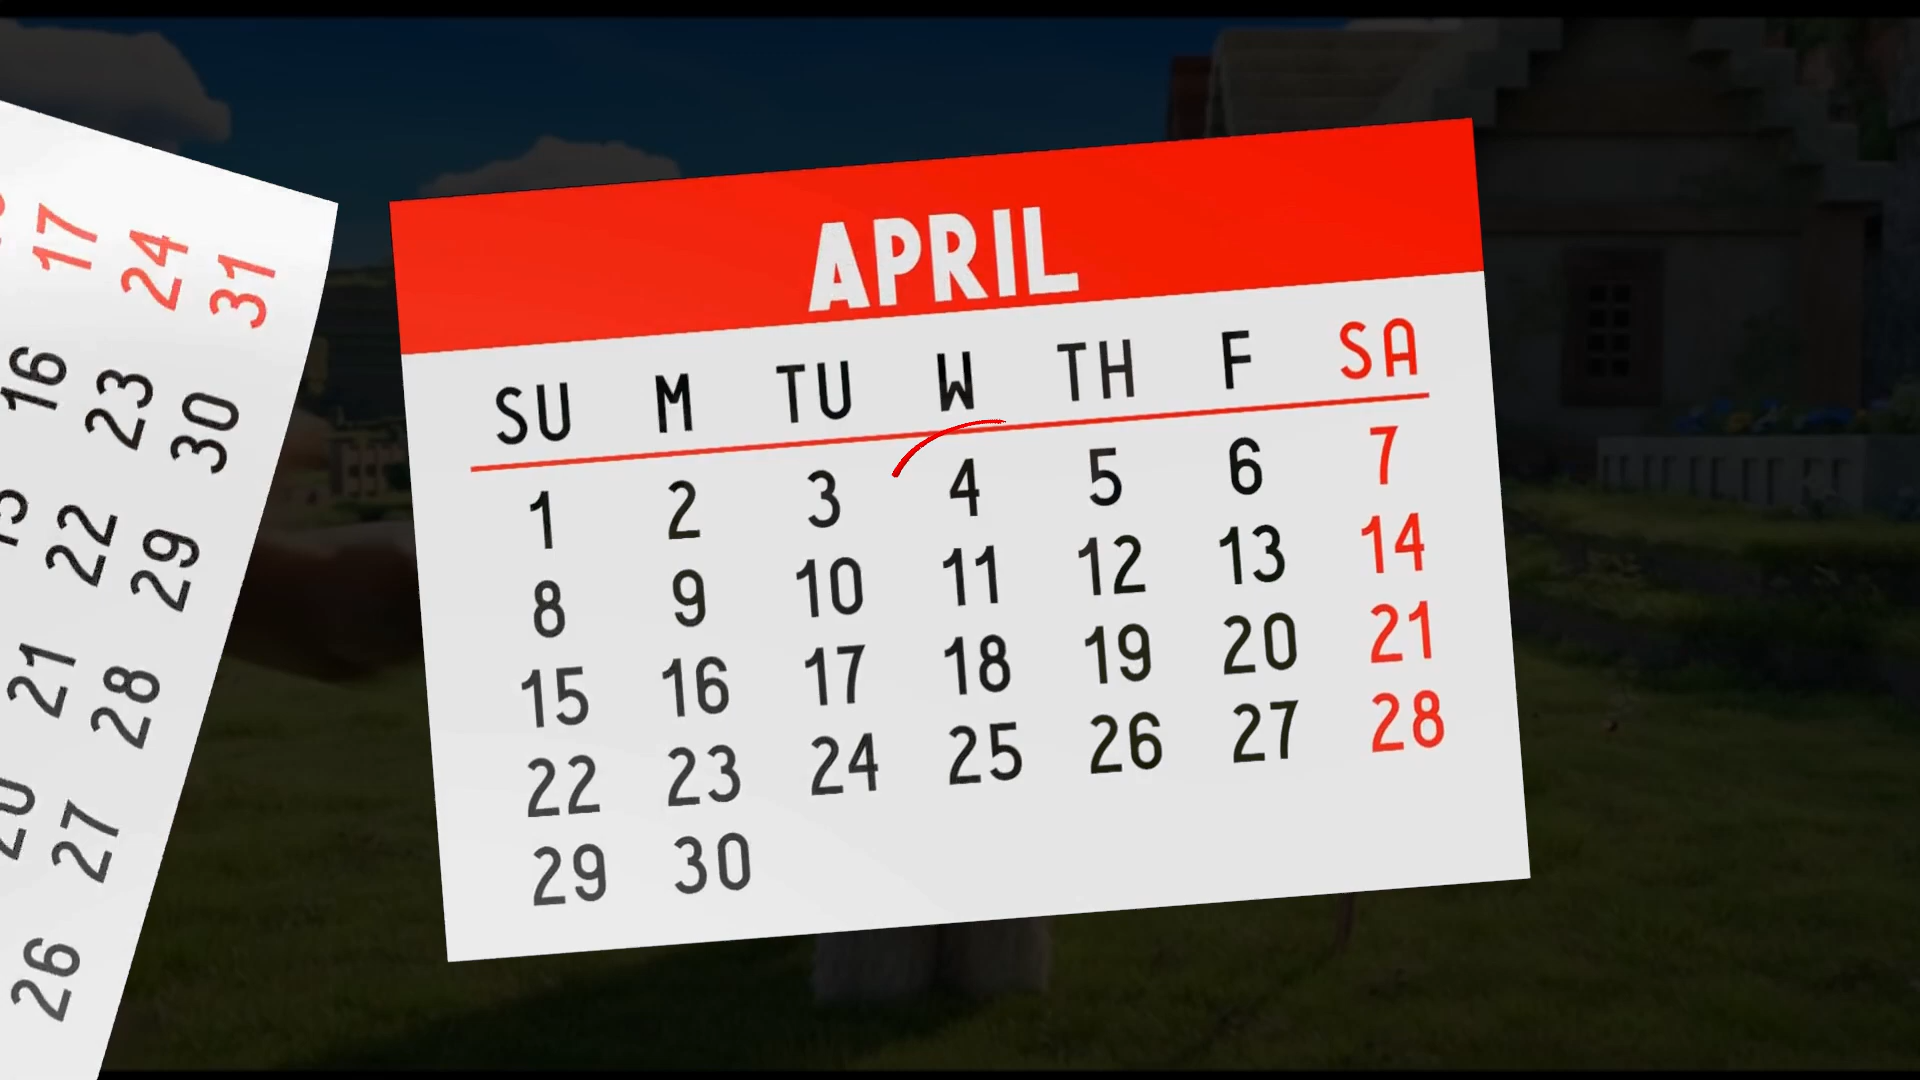 APRIL
SU M TU W TH F SA
1 2 3 4 5 6 7
8 9 10 11 12 13 14
15 16 17 18 19 20 21
22 23 24 25 26 27 28
29 30
17 24 31
16 23 30
22 29
21 28
20 27
26